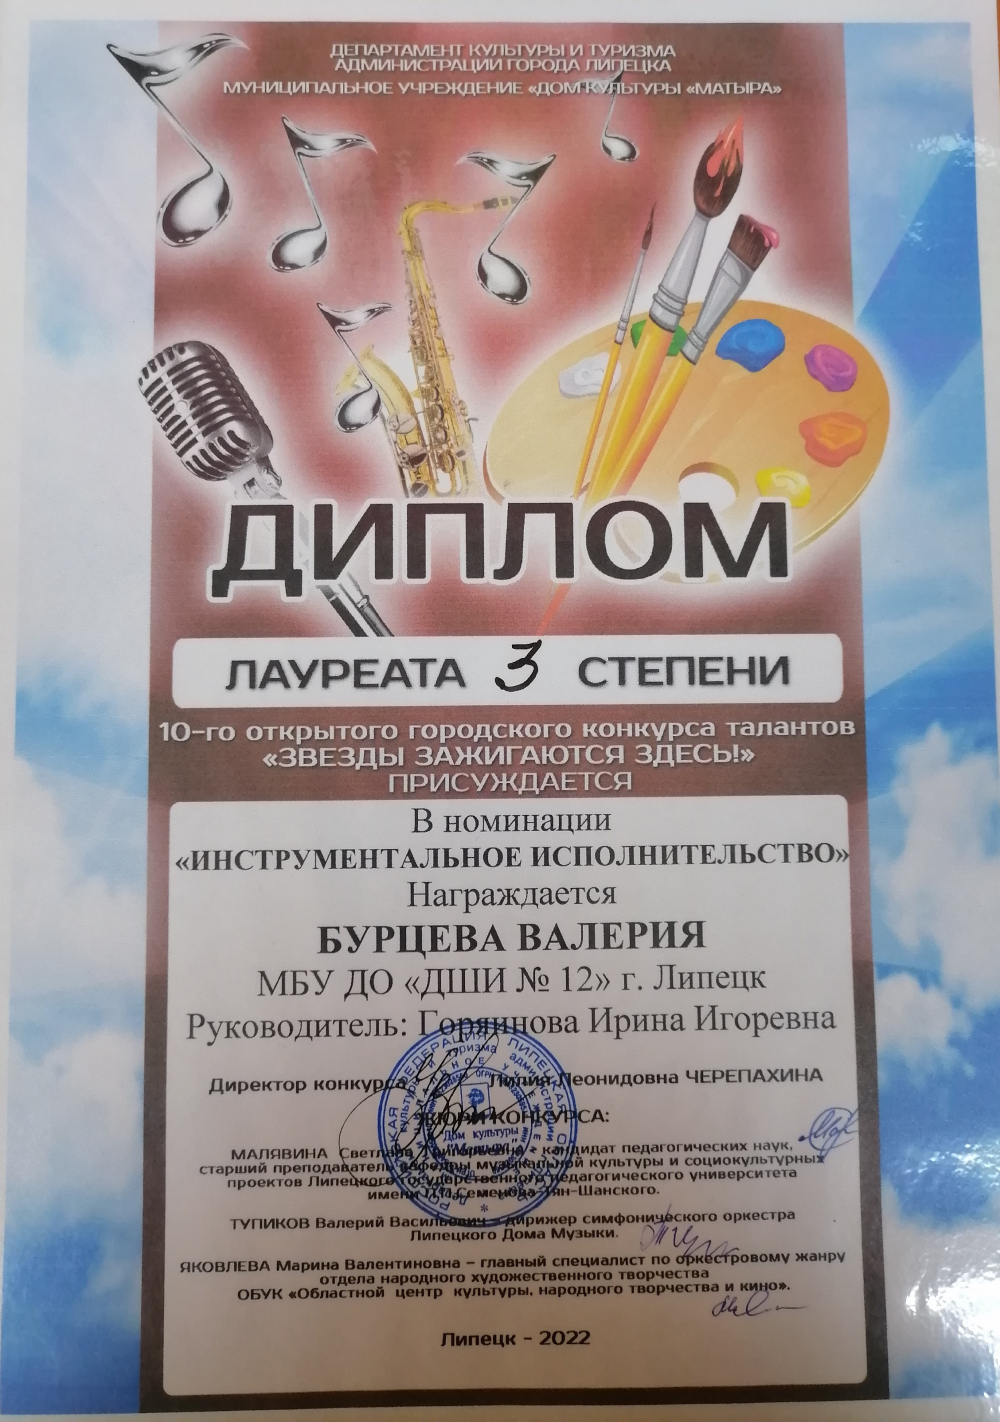 ДЕПАРТАМЕНТ КУЛЬТУРЫ И ТУРИЗМА
АДМИНИСТРАЦИИ ГОРОДА ЛИПЕЦКА
МУНИЦИПАЛЬНОЕ УЧРЕЖДЕНИЕ «ДОМ КУЛЬТУРЫ «МАТЫРА»
ДИПЛОМ
ЛАУРЕАТА 3 СТЕПЕНИ
10-го открытого городского конкурса талантов
«ЗВЕЗДЫ ЗАЖИГАЮТСЯ ЗДЕСЬ!»
ПРИСУЖДАЕТСЯ
В номинации
«ИНСТРУМЕНТАЛЬНОЕ ИСПОЛНИТЕЛЬСТВО»
Награждается
БУРЦЕВА ВАЛЕРИЯ
МБУ ДО «ДШИ № 12» г. Липецк
Руководитель: Горяинова Ирина Игоревна
Директор конкурса Лилия Леонидовна ЧЕРЕПАХИНА
ЖЮРИ КОНКУРСА:
Дом культуры
"Матыра"
МАЛЯВИНА Светлана Григорьевна – кандидат педагогических наук,
старший преподаватель кафедры музыкальной культуры и социокультурных
проектов Липецкого государственного педагогического университета
имени П.П.Семенова-Тян-Шанского.
ТУПИКОВ Валерий Васильевич – дирижер симфонического оркестра
Липецкого Дома Музыки.
ЯКОВЛЕВА Марина Валентиновна – главный специалист по оркестровому жанру
отдела народного художественного творчества
ОБУК «Областной центр культуры, народного творчества и кино».
Липецк - 2022